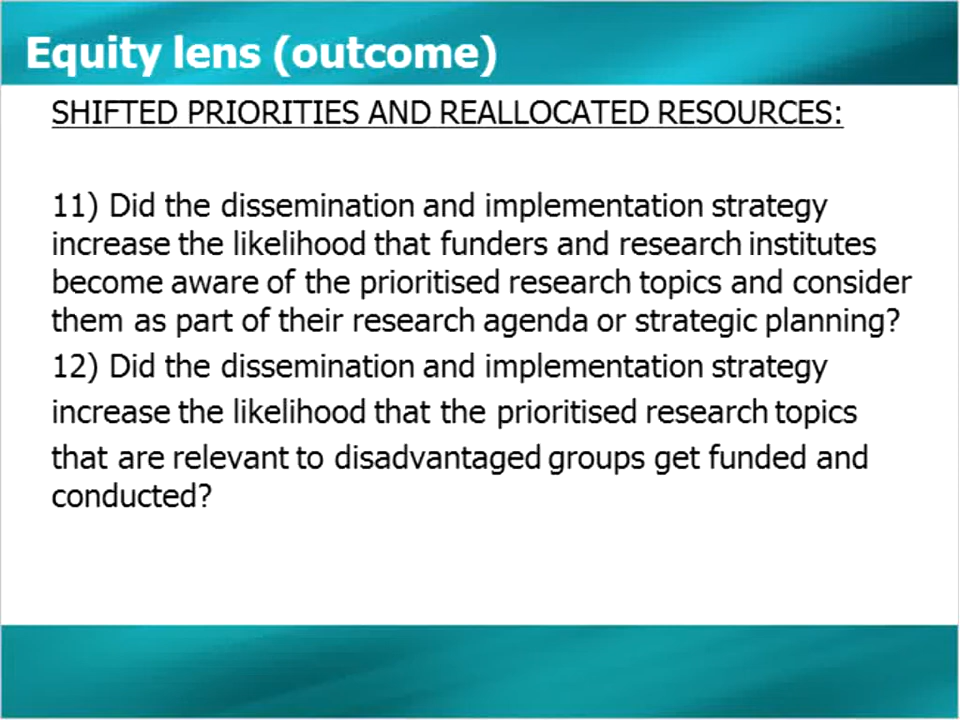 Equity lens (outcome)
SHIFTED PRIORITIES AND REALLOCATED RESOURCES:
11) Did the dissemination and implementation strategy
increase the likelihood that funders and research institutes
become aware of the prioritised research topics and consider
them as part of their research agenda or strategic planning?
12) Did the dissemination and implementation strategy
increase the likelihood that the prioritised research topics
that are relevant to disadvantaged groups get funded and
conducted?